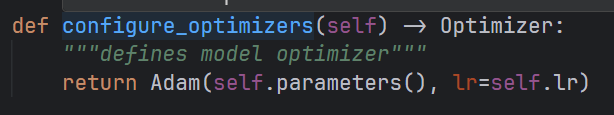 def configure_optimizers(self) -> Optimizer:
"""defines model optimizer"""
return Adam(self.parameters(), lr=self.lr)